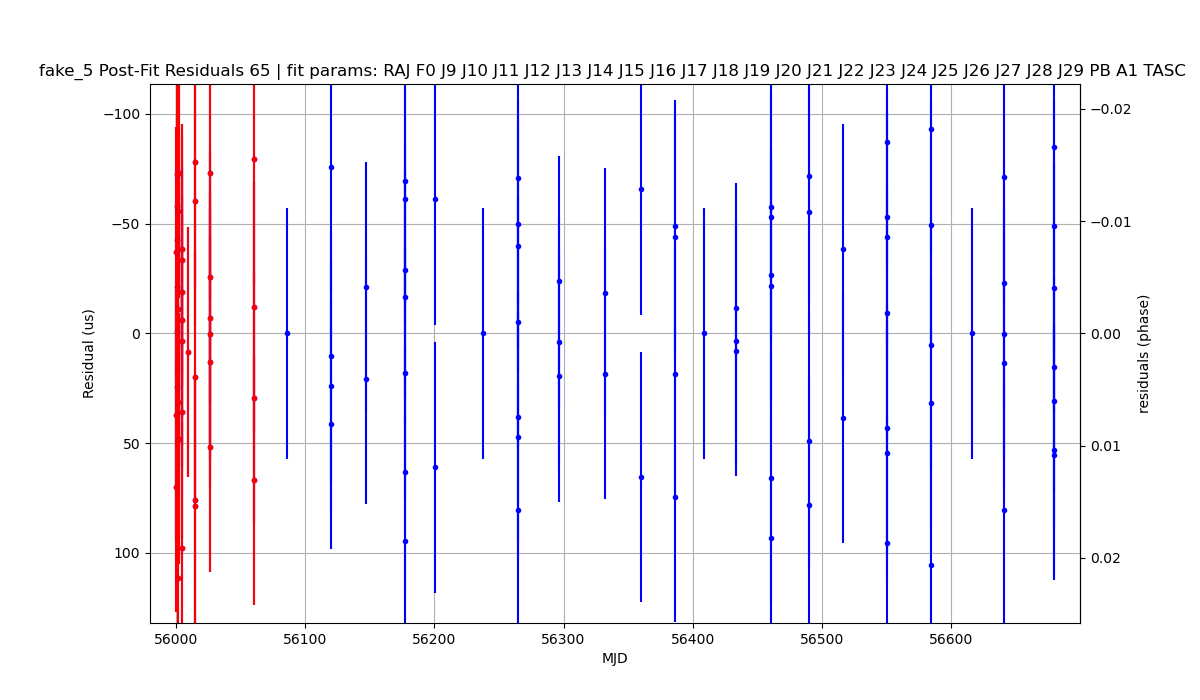 fake_5 Post-Fit Residuals 65 | fit params: RAJ F0 J9 J10 J11 J12 J13 J14 J15 J16 J17 J18 J19 J20 J21 J22 J23 J24 J25 J26 J27 J28 J29 PB A1 TASC
−100
−50
0
50
100
Residual (us)
−0.02
−0.01
0.00
0.01
0.02
residuals (phase)
56000 56100 56200 56300 56400 56500 56600
MJD